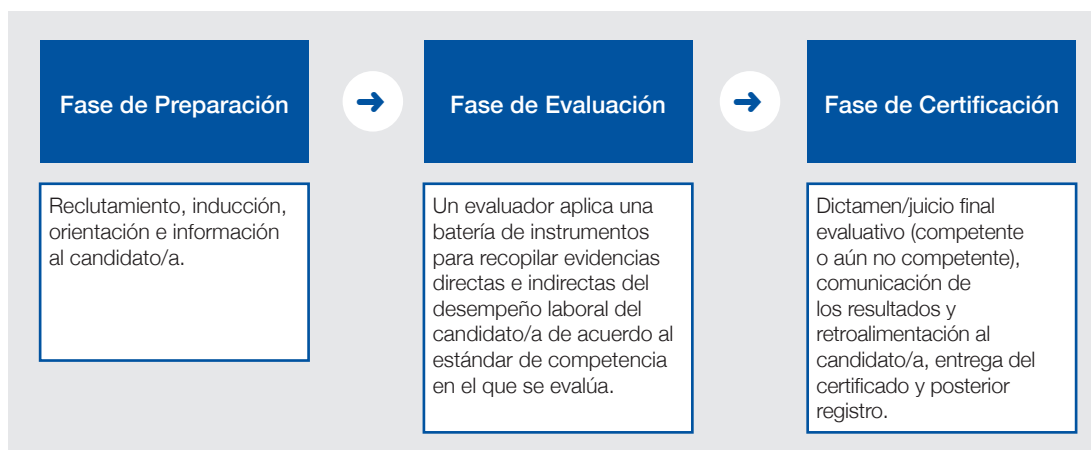 Fase de Preparación
Reclutamiento, inducción,
orientación e información
al candidato/a.
Fase de Evaluación
Un evaluador aplica una
batería de instrumentos
para recopilar evidencias
directas e indirectas del
desempeño laboral del
candidato/a de acuerdo al
estándar de competencia
en el que se evalúa.
Fase de Certificación
Dictamen/juicio final
evaluativo (competente
o aún no competente),
comunicación de
los resultados y
retroalimentación al
candidato/a, entrega del
certificado y posterior
registro.